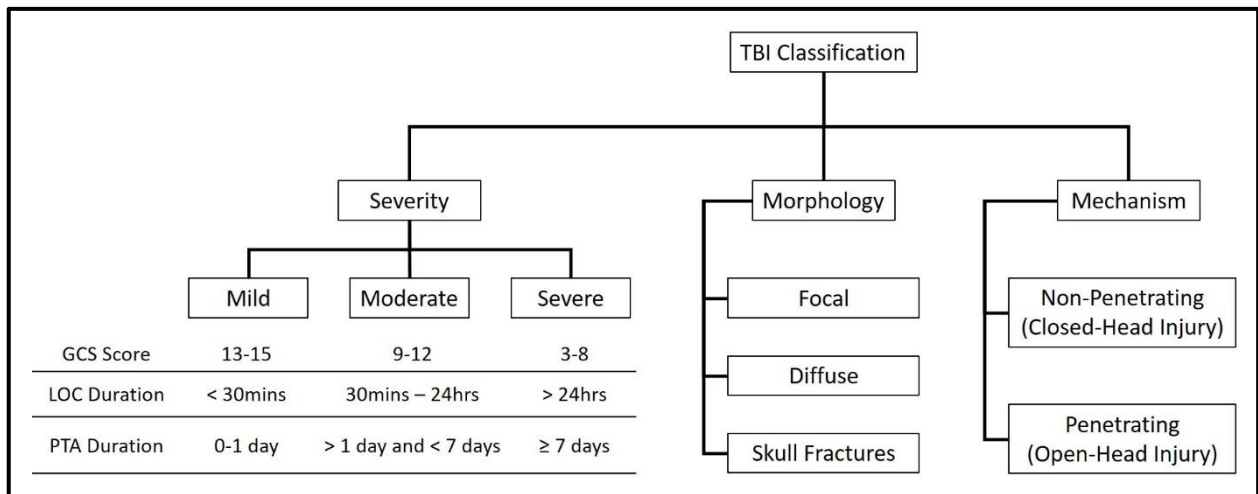 TBI Classification
Severity
Morphology
Mechanism
Mild
Moderate
Severe
Focal
Non-Penetrating
(Closed-Head Injury)
GCS Score 13-15 9-12 3-8
LOC Duration < 30mins 30mins – 24hrs > 24hrs
Diffuse
PTA Duration 0-1 day > 1 day and < 7 days ≥ 7 days
Skull Fractures
Penetrating
(Open-Head Injury)